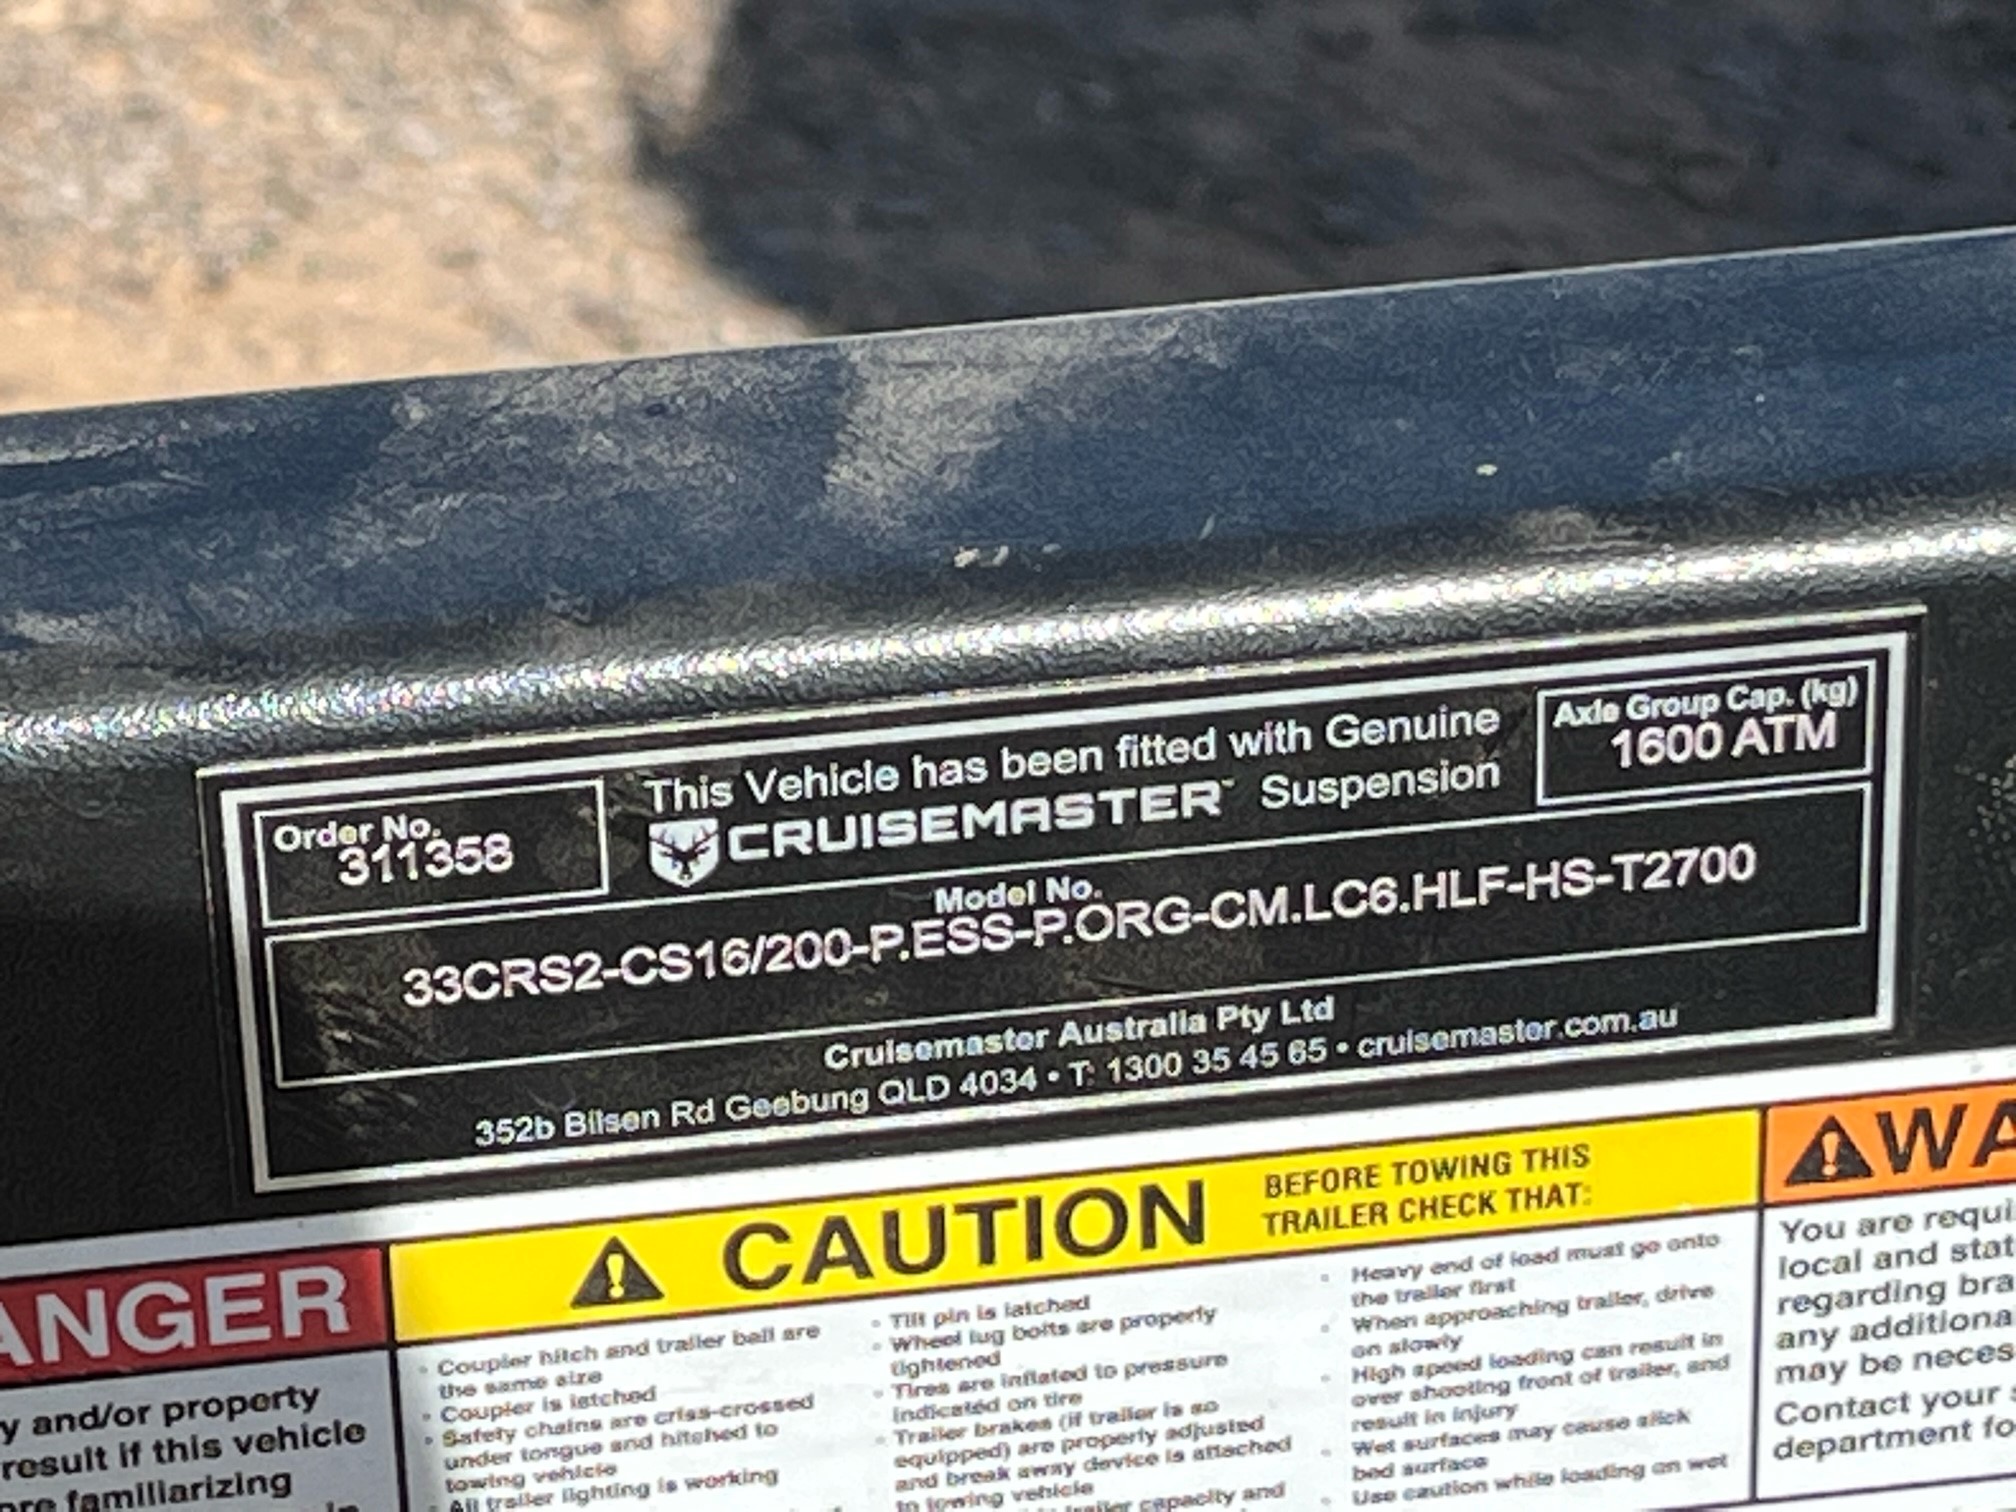 Order No.
311358
This Vehicle has been fitted with Genuine
CRUISEMASTER™ Suspension
Axle Group Cap. (kg)
1600 ATM
Model No.
33CRS2-CS16/200-P.ESS-P.ORG-CM.LC6.HLF-HS-T2700
Cruisemaster Australia Pty Ltd
352b Bilsen Rd Geebung QLD 4034 • T: 1300 35 45 65 • cruisemaster.com.au
ANGER
y and/or property
result if this vehicle
re familiarizing
CAUTION
BEFORE TOWING THIS
TRAILER CHECK THAT:
• Coupler hitch and trailer ball are
the same size
• Coupler is latched
• Safety chains are criss-crossed
under tongue and hitched to
towing vehicle
• All trailer lighting is working
• Tilt pin is latched
• Wheel lug bolts are properly
tightened
• Tires are inflated to pressure
indicated on tire
• Trailer brakes (if trailer is so
equipped) are properly adjusted
and break away device is attached
to towing vehicle
trailer capacity and
• Heavy end of load must go onto
the trailer first
• When approaching trailer, drive
on slowly
• High speed loading can result in
over shooting front of trailer, and
result in injury
• Wet surfaces may cause slick
bed surface
• Use caution while loading on wet
WA
You are requi
local and stat
regarding bra
any additiona
may be neces
Contact your
department fo